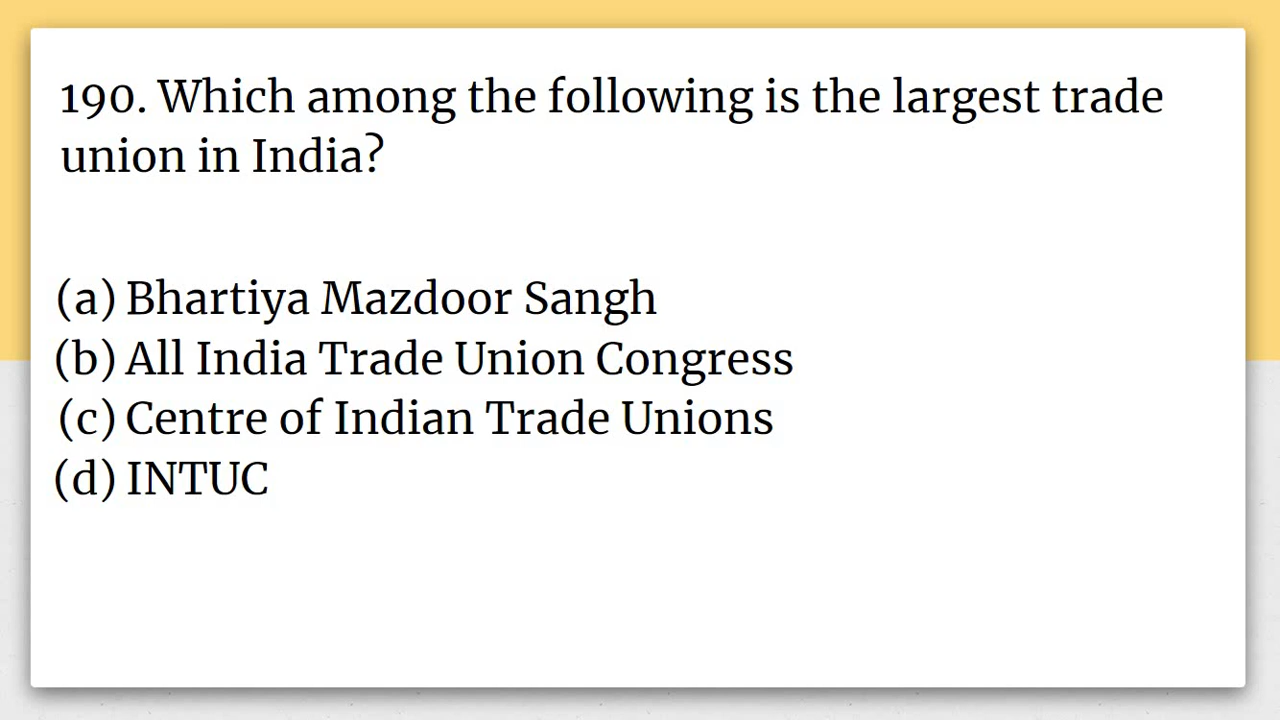 190. Which among the following is the largest trade
union in India?
(a) Bhartiya Mazdoor Sangh
(b) All India Trade Union Congress
(c) Centre of Indian Trade Unions
(d) INTUC